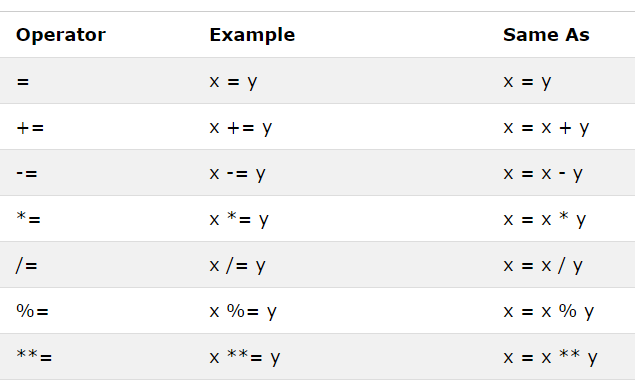 Operator Example Same As
= x = y x = y
+= x += y x = x + y
-= x -= y x = x - y
*= x *= y x = x * y
/= x /= y x = x / y
%= x %= y x = x % y
**= x **= y x = x ** y